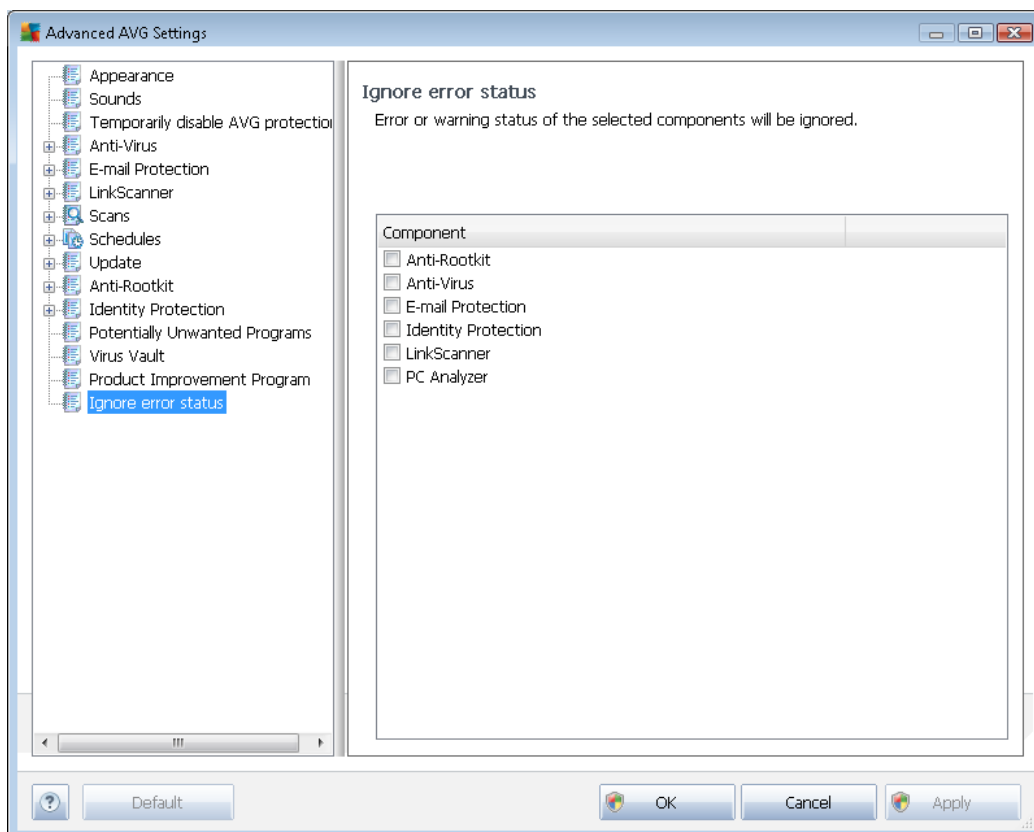 Advanced AVG Settings
Appearance
Sounds
Temporarily disable AVG protection
Anti-Virus
E-mail Protection
LinkScanner
Scans
Schedules
Update
Anti-Rootkit
Identity Protection
Potentially Unwanted Programs
Virus Vault
Product Improvement Program
Ignore error status
Ignore error status
Error or warning status of the selected components will be ignored.
Component
Anti-Rootkit
Anti-Virus
E-mail Protection
Identity Protection
LinkScanner
PC Analyzer
?
Default
OK
Cancel
Apply